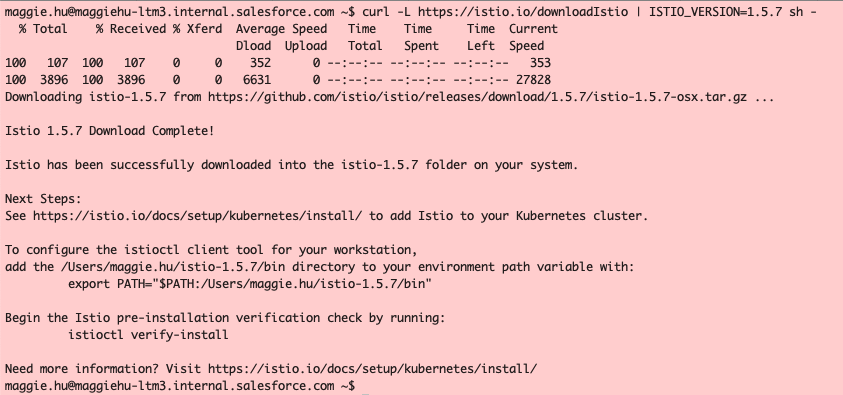 maggie.hu@maggiehu-ltm3.internal.salesforce.com ~$ curl -L https://istio.io/downloadIstio | ISTIO_VERSION=1.5.7 sh -
  % Total    % Received % Xferd  Average Speed   Time    Time     Time  Current
                                 Dload  Upload   Total   Spent    Left  Speed
100   107  100   107    0     0    352      0 --:--:-- --:--:-- --:--:--   353
100  3896  100  3896    0     0   6631      0 --:--:-- --:--:-- --:--:-- 27828
Downloading istio-1.5.7 from https://github.com/istio/istio/releases/download/1.5.7/istio-1.5.7-osx.tar.gz ...
Istio 1.5.7 Download Complete!
Istio has been successfully downloaded into the istio-1.5.7 folder on your system.
Next Steps:
See https://istio.io/docs/setup/kubernetes/install/ to add Istio to your Kubernetes cluster.
To configure the istioctl client tool for your workstation,
add the /Users/maggie.hu/istio-1.5.7/bin directory to your environment path variable with:
         export PATH="$PATH:/Users/maggie.hu/istio-1.5.7/bin"
Begin the Istio pre-installation verification check by running:
         istioctl verify-install
Need more information? Visit https://istio.io/docs/setup/kubernetes/install/
maggie.hu@maggiehu-ltm3.internal.salesforce.com ~$